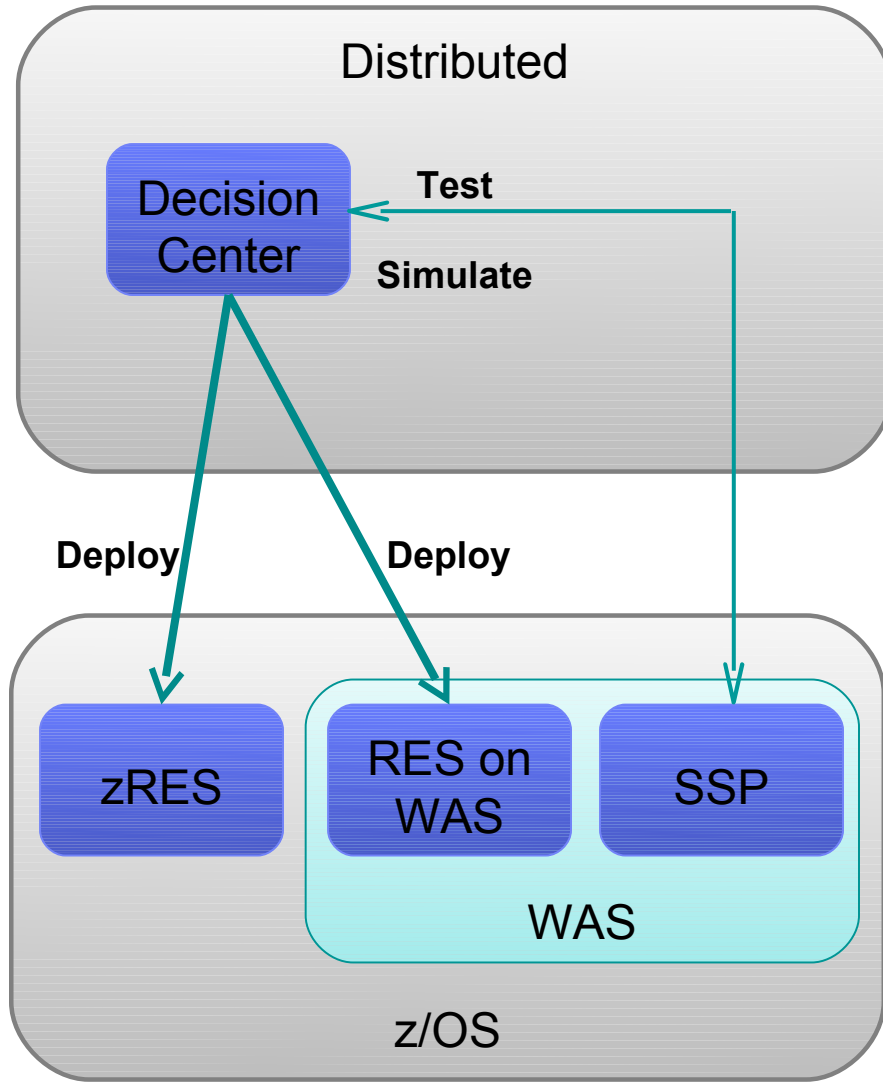 Distributed
Decision
Center
Test
Simulate
Deploy
Deploy
zRES
RES on
WAS
SSP
WAS
z/OS